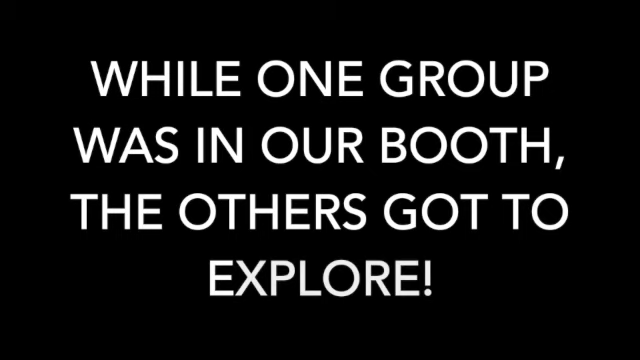 WHILE ONE GROUP
WAS IN OUR BOOTH,
THE OTHERS GOT TO
EXPLORE!